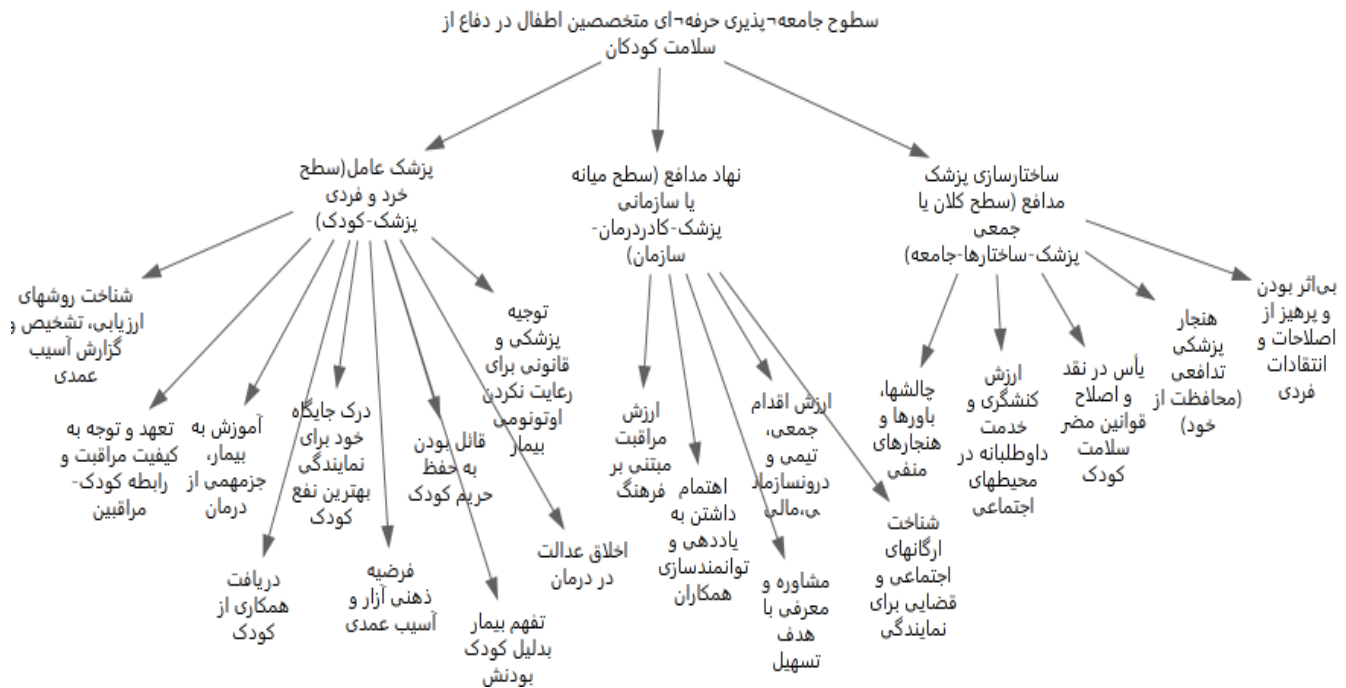 سطوح جامعه¬پذیری حرفه¬ای متخصصین اطفال در دفاع از
سلامت کودکان
ساختارسازی پزشک
مدافع (سطح کلان یا
جمعی
پزشک-ساختارها-جامعه)
نهاد مدافع (سطح میانه
یا سازمانی
پزشک-کادردرمان-
سازمان)
پزشک عامل(سطح
خرد و فردی
پزشک-کودک)
بی‌اثر بودن
و پرهیز از
اصلاحات و
انتقادات
فردی
هنجار
پزشکی
تدافعی
(محافظت از
خود)
یأس در نقد
و اصلاح
قوانین مضر
سلامت
کودک
ارزش
کنشگری و
خدمت
داوطلبانه در
محیطهای
اجتماعی
چالشها،
باورها و
هنجارهای
منفی
شناخت
ارگانهای
اجتماعی و
قضایی برای
نمایندگی
ارزش اقدام
جمعی،
تیمی و
درونسازماد
ی،مالی
مشاوره و
معرفی با
هدف
تسهیل
اهتمام
داشتن به
یاددهی و
توانمندسازی
همکاران
ارزش
مراقبت
مبتنی بر
فرهنگ
توجیه
پزشکی و
قانونی برای
رعایت نکردن
اوتونومی
بیمار
اخلاق عدالت
در درمان
قائل بودن
به حفظ
حریم کودک
تفهم بیمار
بدلیل کودک
بودنش
فرضیه
ذهنی آزار و
آسیب عمدی
درک جایگاه
خود برای
نمایندگی
بهترین نفع
کودک
دریافت
همکاری از
کودک
آموزش به
بیمار،
جزمهمی از
درمان
تعهد و توجه به
کیفیت مراقبت و
رابطه کودک-
مراقبین
شناخت روشهای
ارزیابی، تشخیص و
گزارش آسیب
عمدی